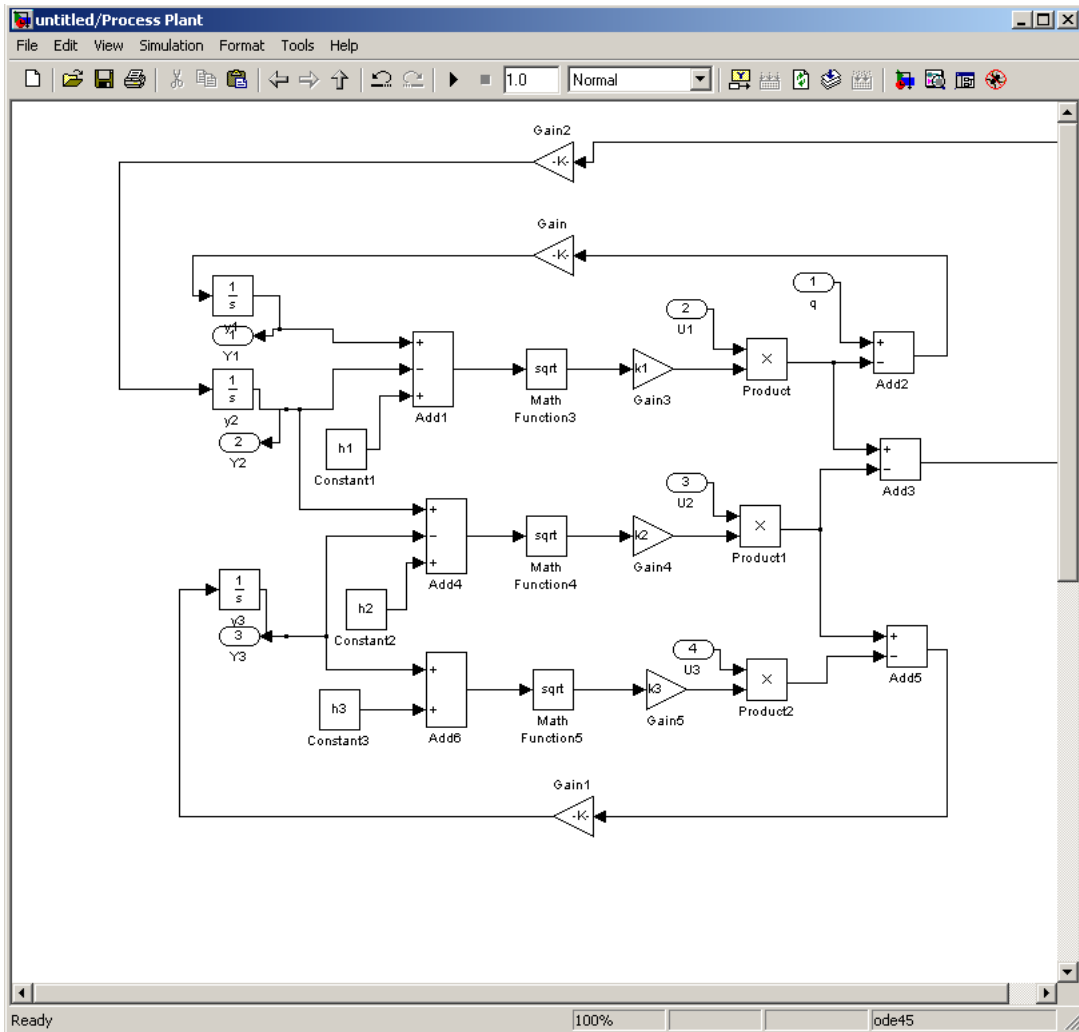 untitled/Process Plant
File Edit View Simulation Format Tools Help
1.0 Normal
Gain2
-K-
Gain
-K-
1
s
y1
1
Y1
1
s
y2
2
Y2
+
−
+
Add1
h1
Constant1
sqrt
Math
Function3
k1
Gain3
2
U1
×
Product
1
q
+
−
Add2
+
−
Add3
+
−
+
Add4
h2
Constant2
sqrt
Math
Function4
k2
Gain4
3
U2
×
Product1
1
s
y3
3
Y3
+
+
Add6
h3
Constant3
sqrt
Math
Function5
k3
Gain5
4
U3
×
Product2
+
−
Add5
Gain1
-K-
Ready 100% ode45